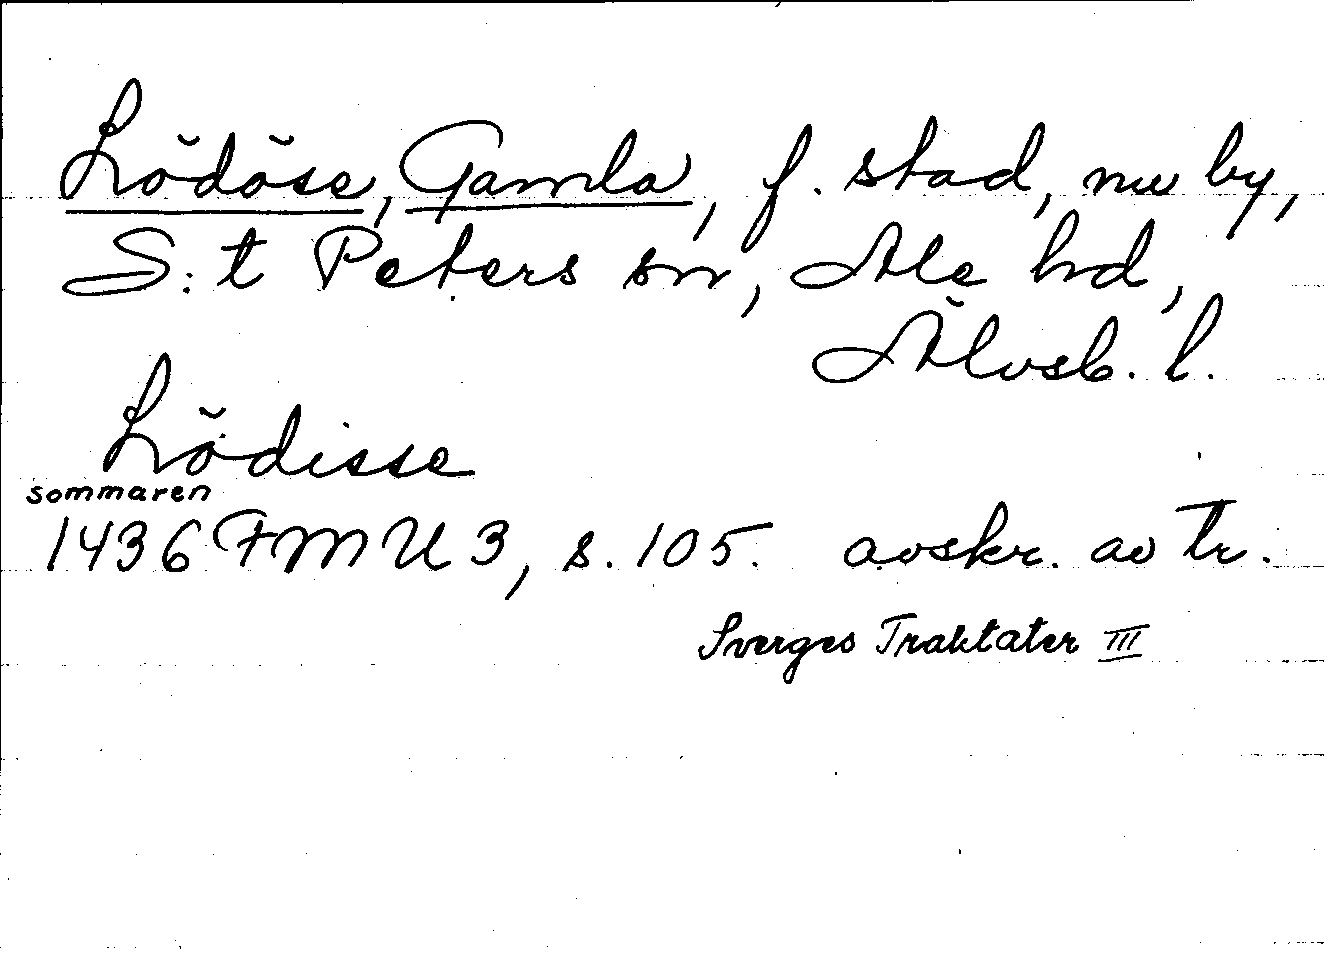 Lödöse, Gamla, f. stad, nu by,
S:t Peters sn, Ale hd,
Älvsb. l.
Lödisse
sommaren
1436 FMU 3, s. 105. avskr. av tr.
Sverges Traktater III